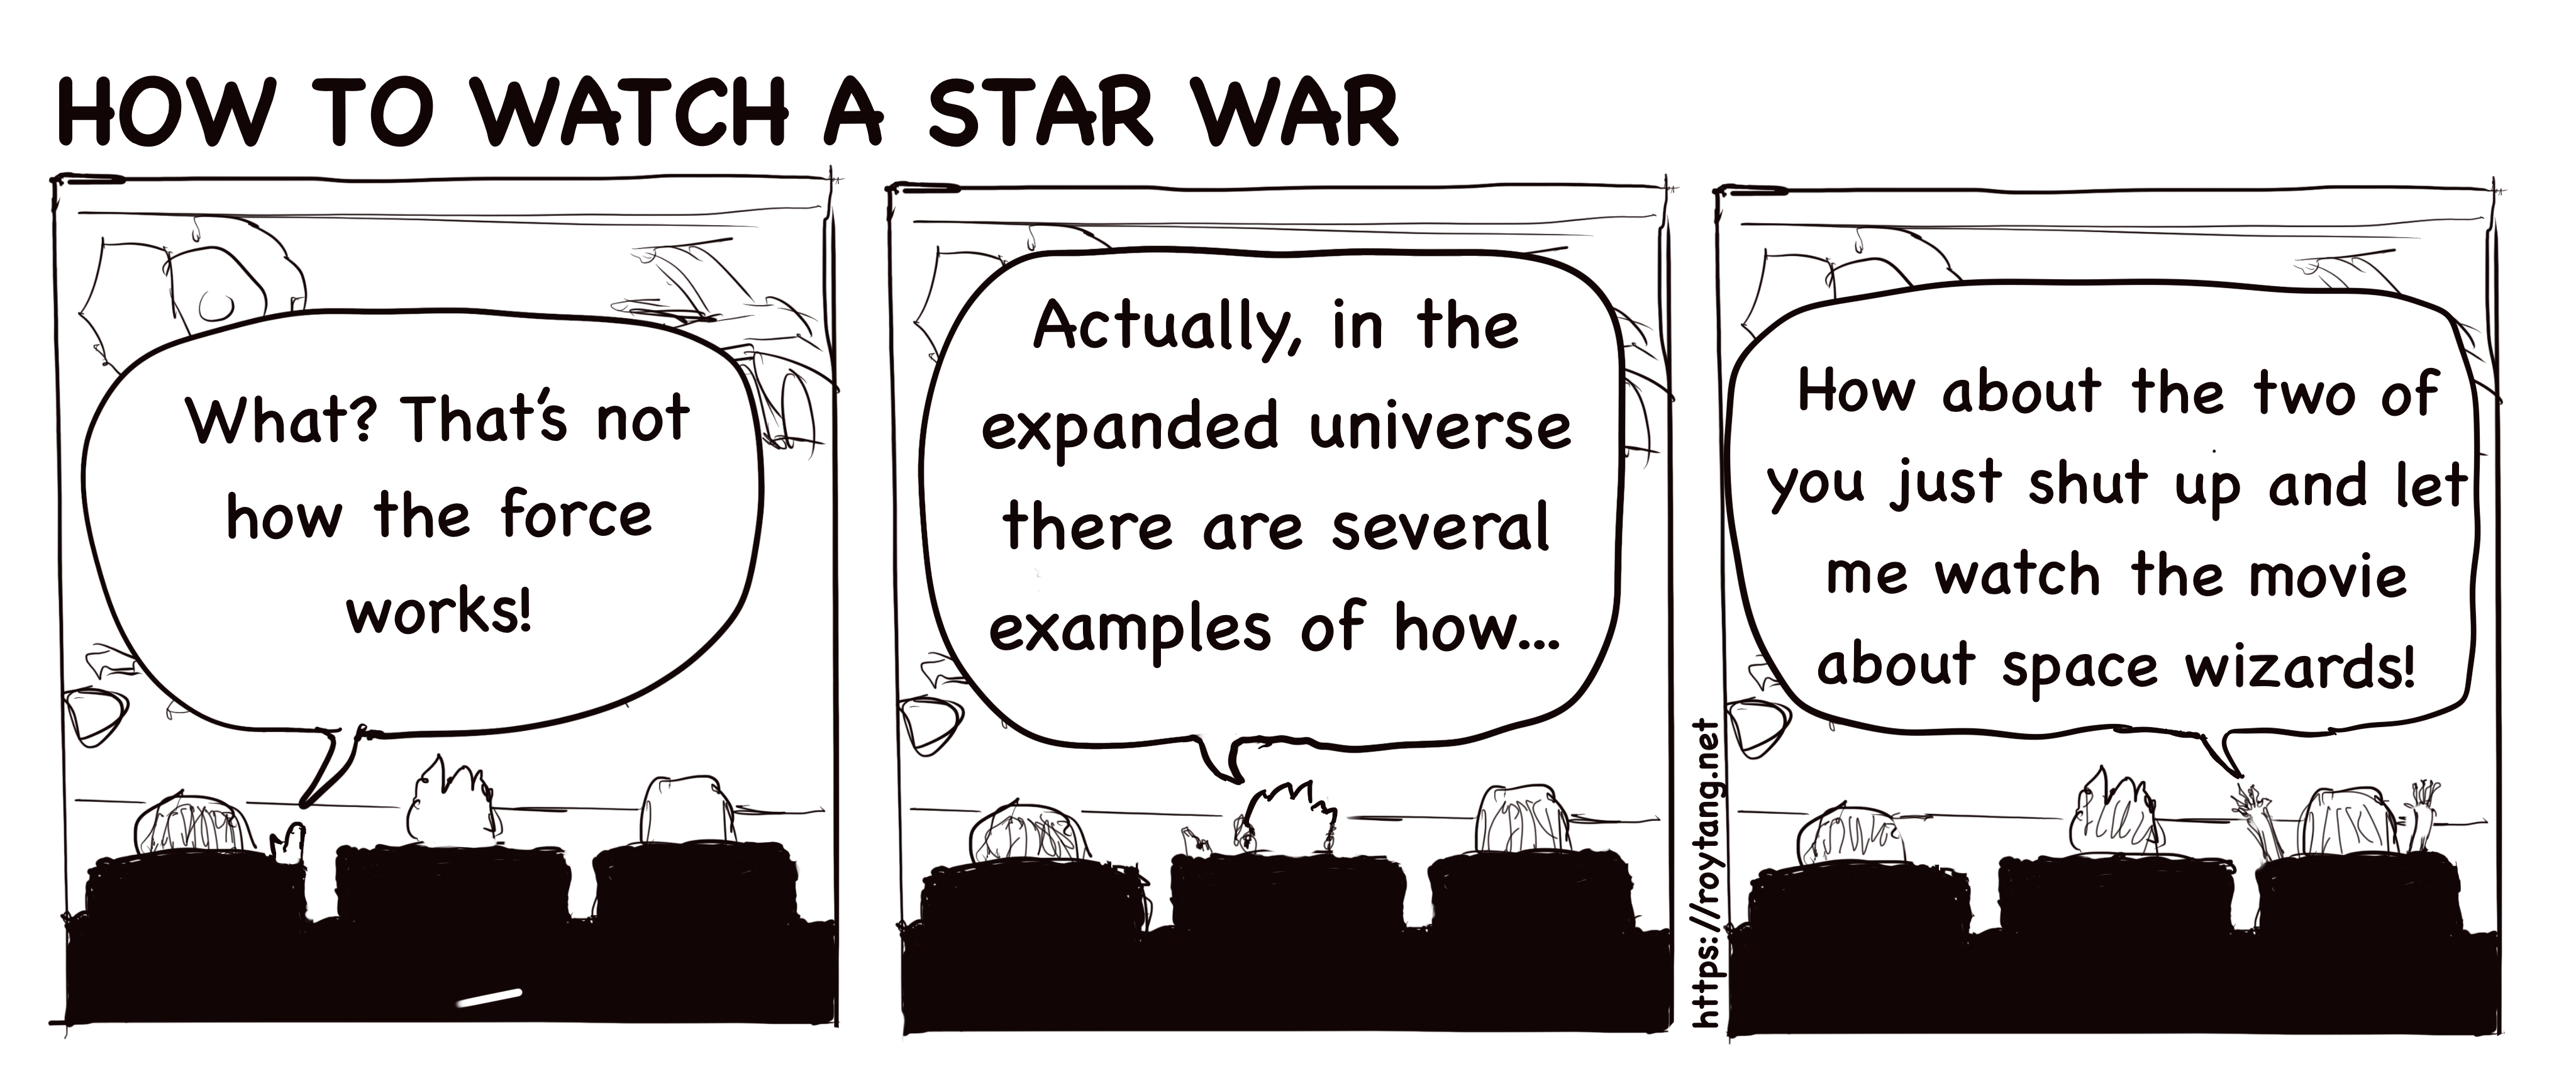 HOW TO WATCH A STAR WAR
What? That's not
how the force
works!
Actually, in the
expanded universe
there are several
examples of how...
How about the two of
you just shut up and let
me watch the movie
about space wizards!
https://roytang.net